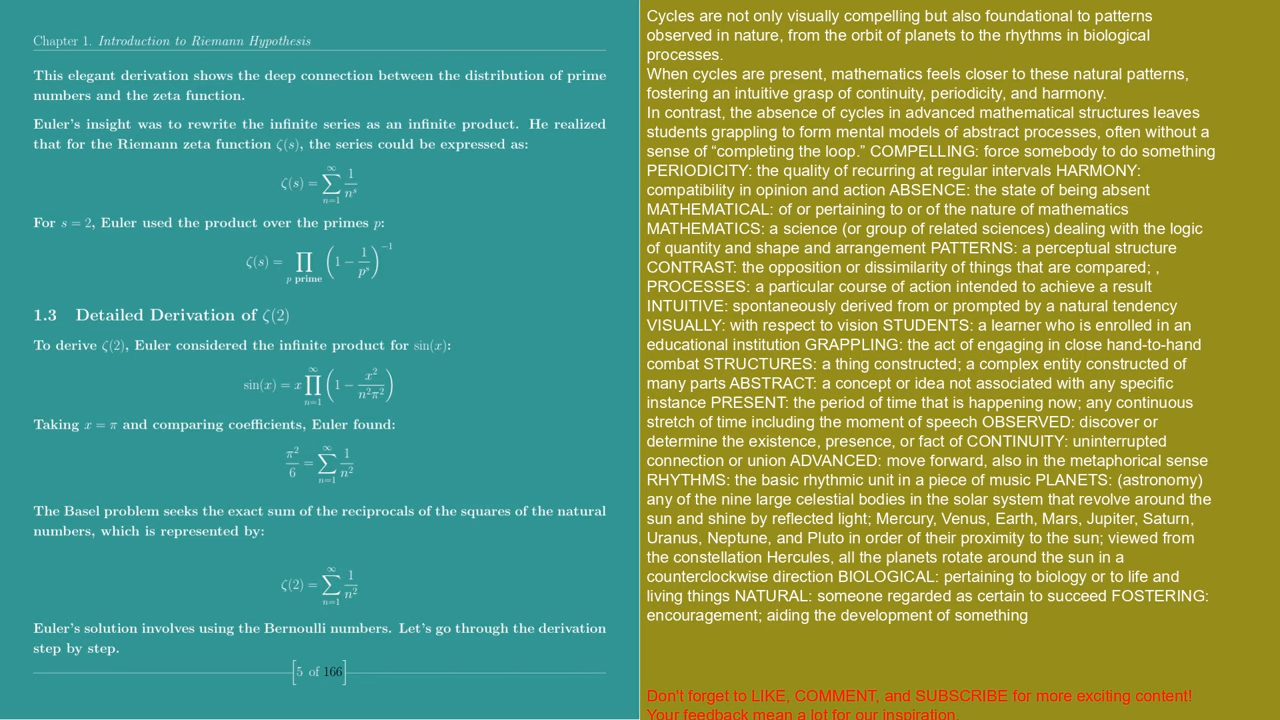 Chapter 1. Introduction to Riemann Hypothesis
This elegant derivation shows the deep connection between the distribution of prime
numbers and the zeta function.
Euler's insight was to rewrite the infinite series as an infinite product. He realized
that for the Riemann zeta function ζ(s), the series could be expressed as:
ζ(s) = ∑_{n=1}^{∞} 1/n^s
For s = 2, Euler used the product over the primes p:
ζ(s) = ∏_{p prime} (1 − 1/p^s)^{−1}
1.3 Detailed Derivation of ζ(2)
To derive ζ(2), Euler considered the infinite product for sin(x):
sin(x) = x ∏_{n=1}^{∞} (1 − x²/n²π²)
Taking x = π and comparing coefficients, Euler found:
π²/6 = ∑_{n=1}^{∞} 1/n²
The Basel problem seeks the exact sum of the reciprocals of the squares of the natural
numbers, which is represented by:
ζ(2) = ∑_{n=1}^{∞} 1/n²
Euler's solution involves using the Bernoulli numbers. Let's go through the derivation
step by step.
[5 of 166]
Cycles are not only visually compelling but also foundational to patterns
observed in nature, from the orbit of planets to the rhythms in biological
processes.
When cycles are present, mathematics feels closer to these natural patterns,
fostering an intuitive grasp of continuity, periodicity, and harmony.
In contrast, the absence of cycles in advanced mathematical structures leaves
students grappling to form mental models of abstract processes, often without a
sense of “completing the loop.” COMPELLING: force somebody to do something
PERIODICITY: the quality of recurring at regular intervals HARMONY:
compatibility in opinion and action ABSENCE: the state of being absent
MATHEMATICAL: of or pertaining to or of the nature of mathematics
MATHEMATICS: a science (or group of related sciences) dealing with the logic
of quantity and shape and arrangement PATTERNS: a perceptual structure
CONTRAST: the opposition or dissimilarity of things that are compared; ,
PROCESSES: a particular course of action intended to achieve a result
INTUITIVE: spontaneously derived from or prompted by a natural tendency
VISUALLY: with respect to vision STUDENTS: a learner who is enrolled in an
educational institution GRAPPLING: the act of engaging in close hand-to-hand
combat STRUCTURES: a thing constructed; a complex entity constructed of
many parts ABSTRACT: a concept or idea not associated with any specific
instance PRESENT: the period of time that is happening now; any continuous
stretch of time including the moment of speech OBSERVED: discover or
determine the existence, presence, or fact of CONTINUITY: uninterrupted
connection or union ADVANCED: move forward, also in the metaphorical sense
RHYTHMS: the basic rhythmic unit in a piece of music PLANETS: (astronomy)
any of the nine large celestial bodies in the solar system that revolve around the
sun and shine by reflected light; Mercury, Venus, Earth, Mars, Jupiter, Saturn,
Uranus, Neptune, and Pluto in order of their proximity to the sun; viewed from
the constellation Hercules, all the planets rotate around the sun in a
counterclockwise direction BIOLOGICAL: pertaining to biology or to life and
living things NATURAL: someone regarded as certain to succeed FOSTERING:
encouragement; aiding the development of something
Don't forget to LIKE, COMMENT, and SUBSCRIBE for more exciting content!
Your feedback mean a lot for our inspiration.